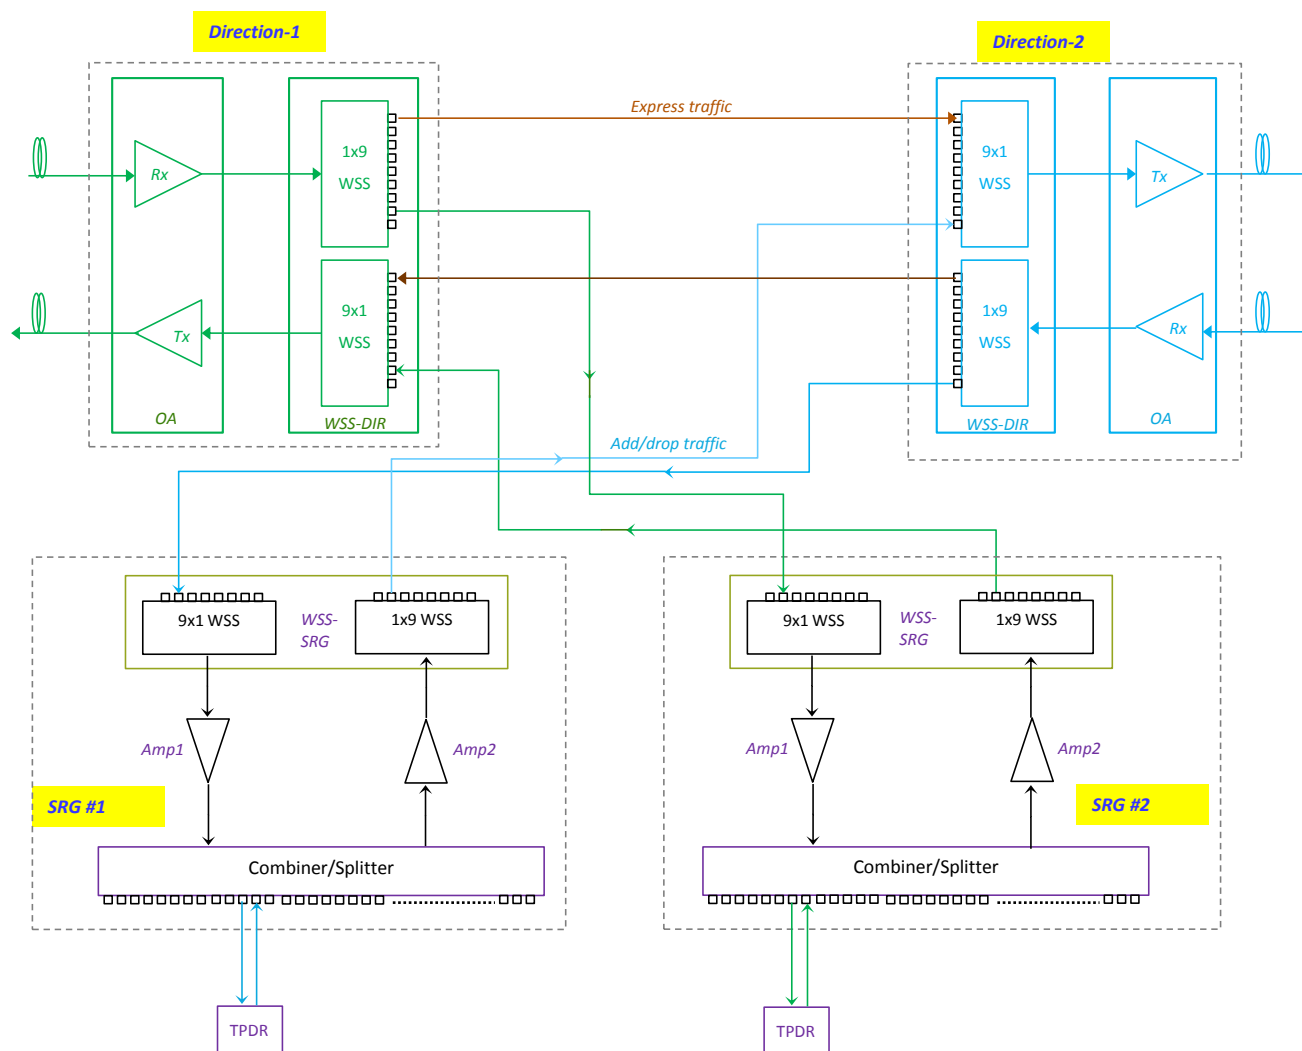 Direction-1
Direction-2
Express traffic
1x9
WSS
9x1
WSS
Rx
Tx
9x1
WSS
1x9
WSS
Tx
Rx
OA
WSS-DIR
WSS-DIR
OA
Add/drop traffic
9x1 WSS
WSS-
SRG
1x9 WSS
9x1 WSS
WSS-
SRG
1x9 WSS
Amp1
Amp2
Amp1
Amp2
SRG #1
SRG #2
Combiner/Splitter
Combiner/Splitter
TPDR
TPDR